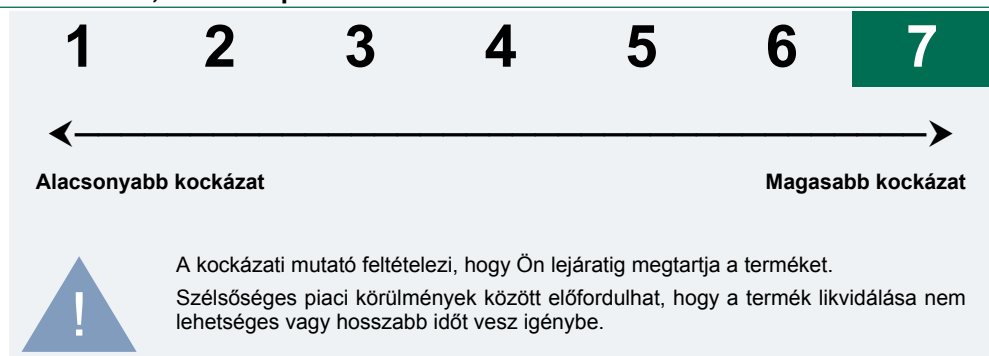 1 2 3 4 5 6 7
Alacsonyabb kockázat Magasabb kockázat
A kockázati mutató feltételezi, hogy Ön lejáratig megtartja a terméket.
Szélsőséges piaci körülmények között előfordulhat, hogy a termék likvidálása nem
lehetséges vagy hosszabb időt vesz igénybe.
!